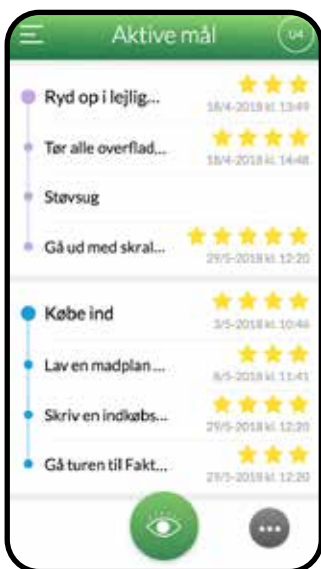 Aktive mål
U4
Ryd op i lejlig...
18/4-2018 kl. 13:49
Tør alle overflad...
18/4-2018 kl. 14:48
Støvsug
Gå ud med skral...
29/5-2018 kl. 12:20
Købe ind
3/5-2018 kl. 10:46
Lav en madplan ...
8/5-2018 kl. 11:41
Skriv en indkøbs...
29/5-2018 kl. 12:20
Gå turen til Fakt...
29/5-2018 kl. 12:20